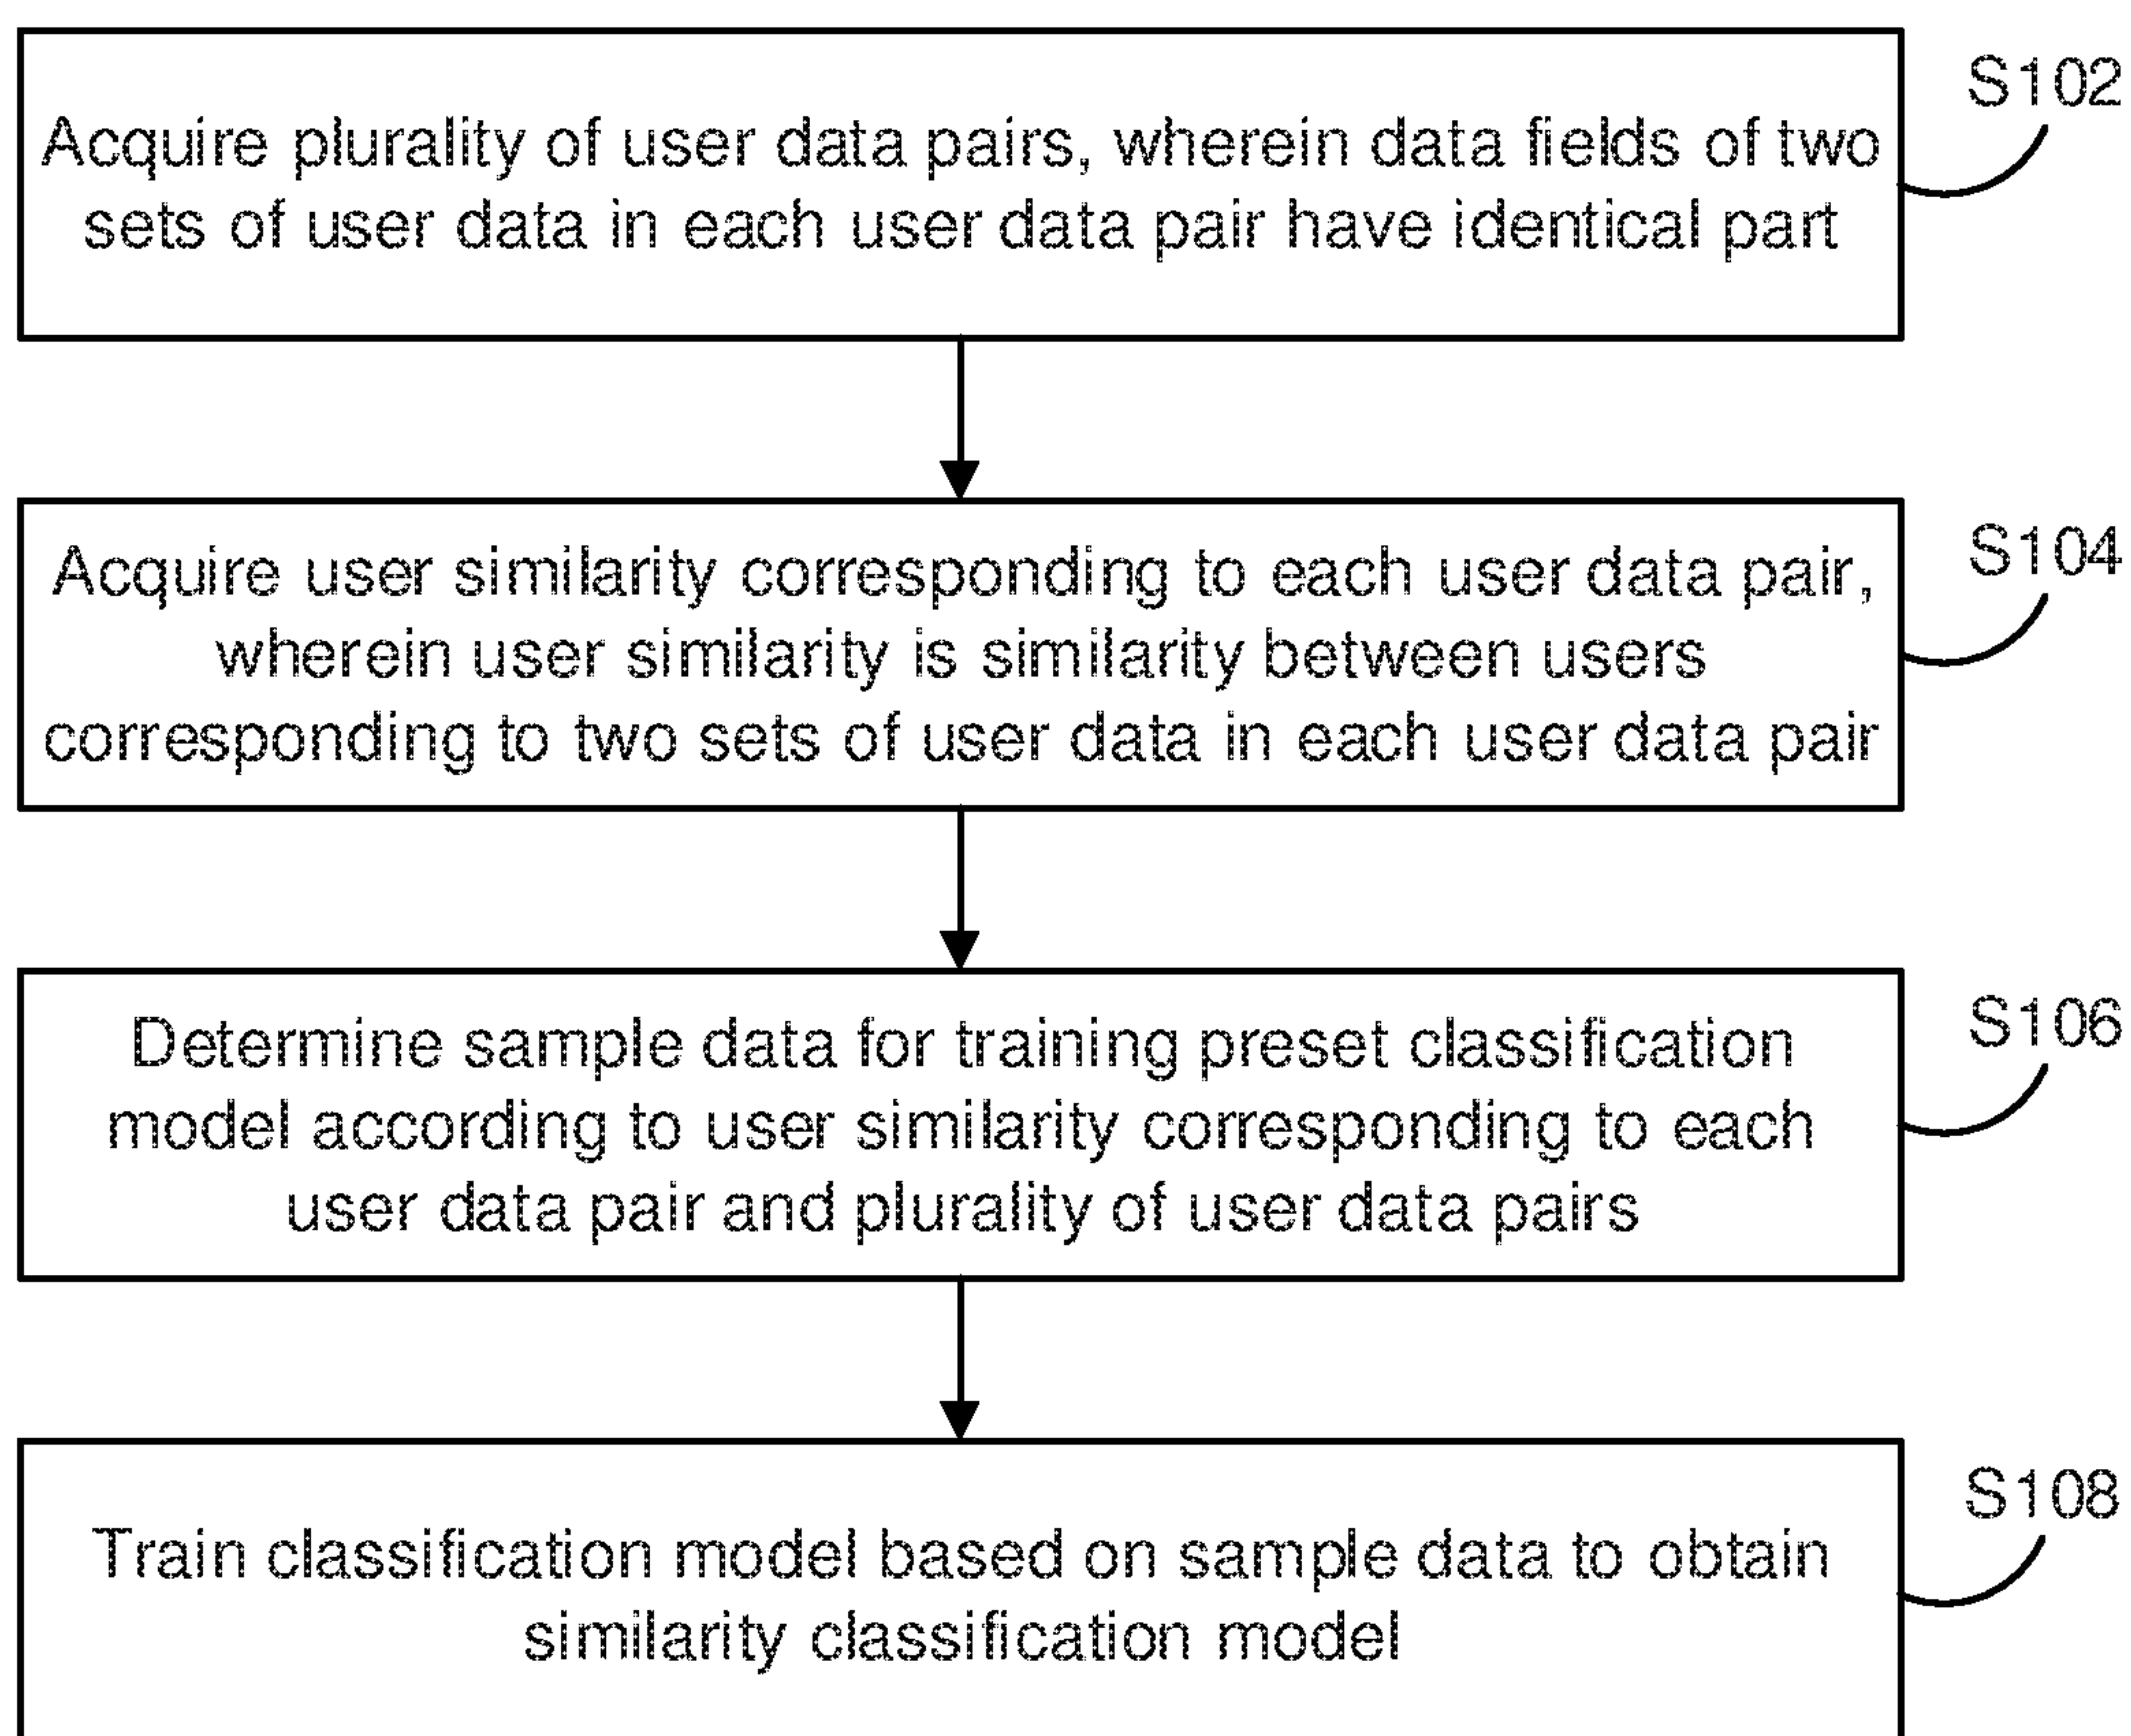 Acquire plurality of user data pairs, wherein data fields of two
sets of user data in each user data pair have identical part
S102
Acquire user similarity corresponding to each user data pair,
wherein user similarity is similarity between users
corresponding to two sets of user data in each user data pair
S104
Determine sample data for training preset classification
model according to user similarity corresponding to each
user data pair and plurality of user data pairs
S106
Train classification model based on sample data to obtain
similarity classification model
S108